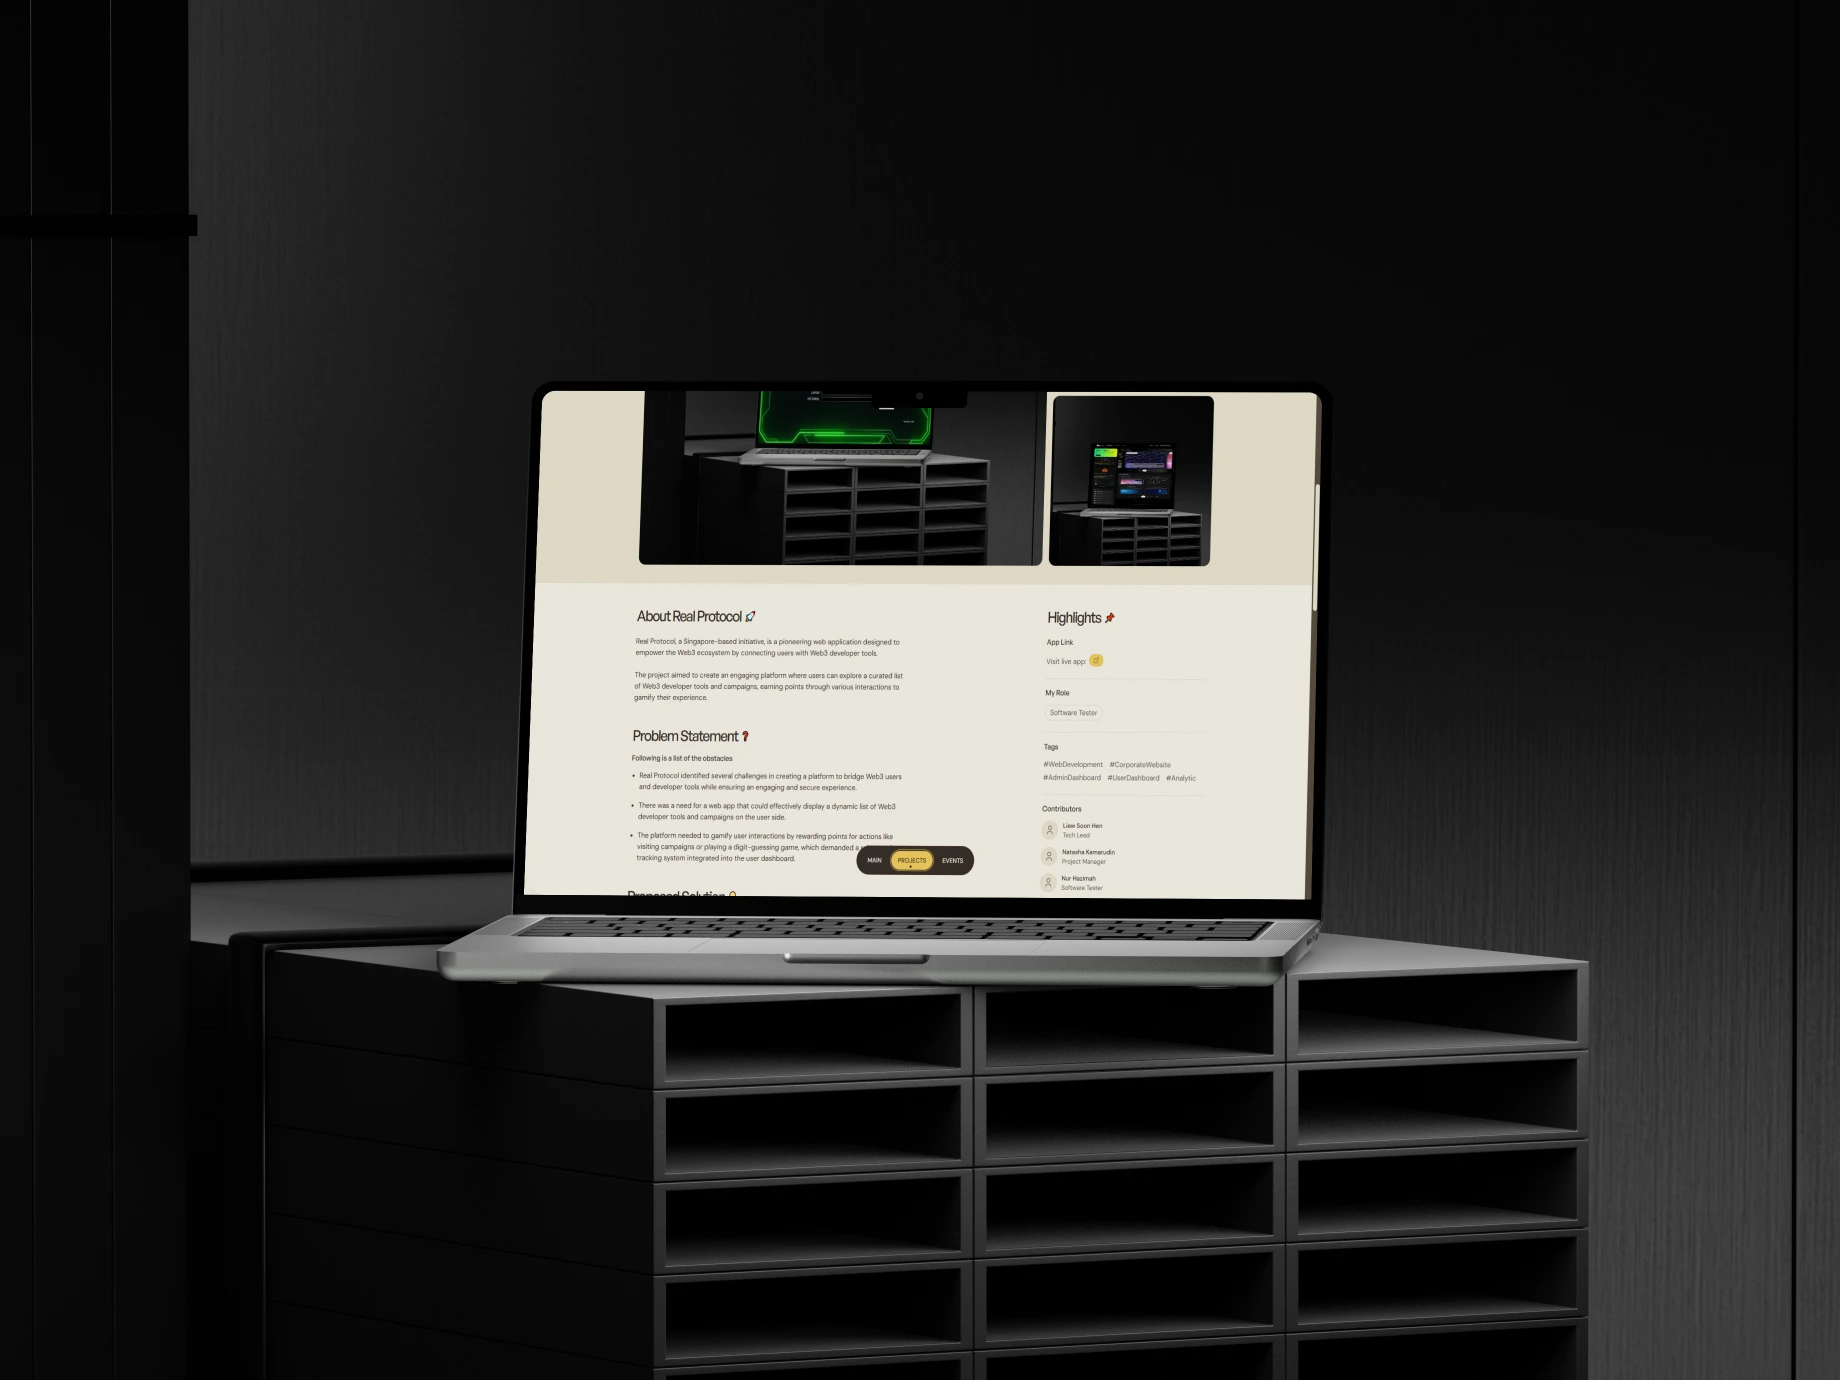 About Real Protocol
Real Protocol, a Singapore-based initiative, is a pioneering web application designed to
empower the Web3 ecosystem by connecting users with Web3 developer tools.
The project aimed to create an engaging platform where users can explore a curated list
of Web3 developer tools and campaigns, earning points through various interactions to
gamify their experience.
Problem Statement
Following is a list of the obstacles
• Real Protocol identified several challenges in creating a platform to bridge Web3 users
and developer tools while ensuring an engaging and secure experience.
• There was a need for a web app that could effectively display a dynamic list of Web3
developer tools and campaigns on the user side.
• The platform needed to gamify user interactions by rewarding points for actions like
visiting campaigns or playing a digit-guessing game, which demanded a
tracking system integrated into the user dashboard.
Proposed Solution
Highlights
App Link
Visit live app:
My Role
Software Tester
Tags
#WebDevelopment #CorporateWebsite
#AdminDashboard #UserDashboard #Analytic
Contributors
Liew Soon Hen
Tech Lead
Natasha Kamarudin
Project Manager
Nur Hazimah
Software Tester
MAIN PROJECTS EVENTS